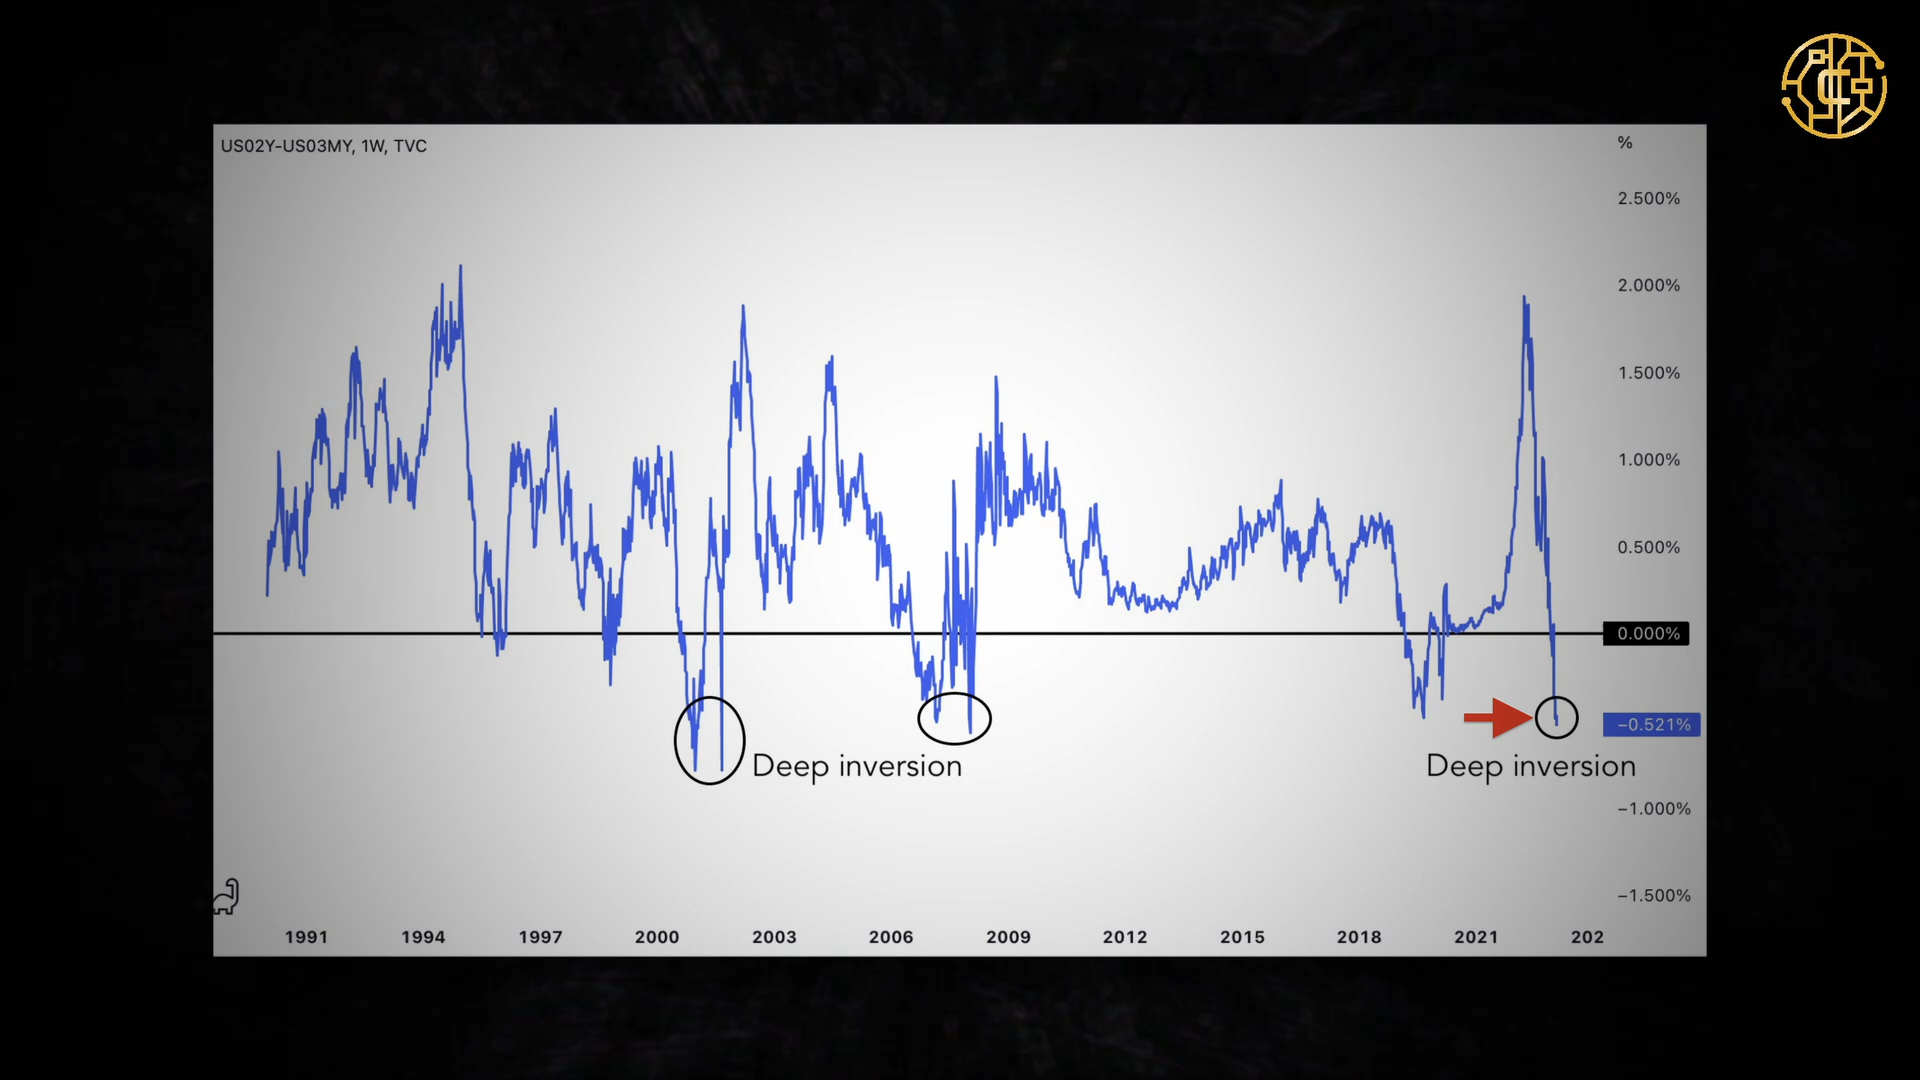 US02Y-US03MY, 1W, TVC
%
2.500%
2.000%
1.500%
1.000%
0.500%
0.000%
−0.521%
Deep inversion
Deep inversion
−1.000%
−1.500%
1991 1994 1997 2000 2003 2006 2009 2012 2015 2018 2021 202